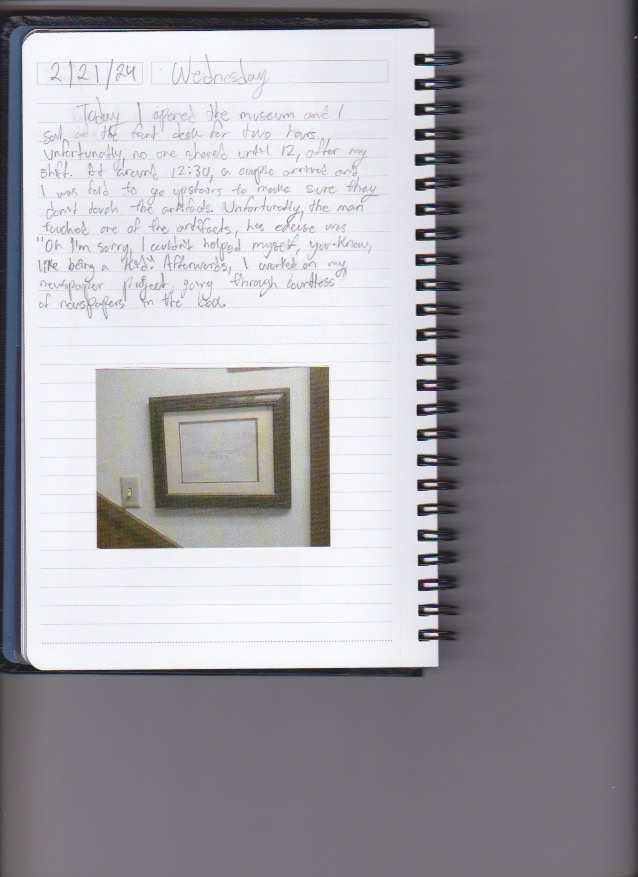 2/21/24 Wednesday
Today I opened the museum and I
sat at the front desk for two hours.
Unfortunatly, no one showed until 12, after my
shift. At around 12:30, a couple arrived and
I was told to go upstairs to make sure they
don't touch the artifacts. Unfortunatly, the man
touched one of the artifacts, his excuse was
"Oh I'm sorry, I couldn't helped myself, you know,
like being a kid". Afterwards, I worked on my
newspaper project, going through countless
of newspapers in the